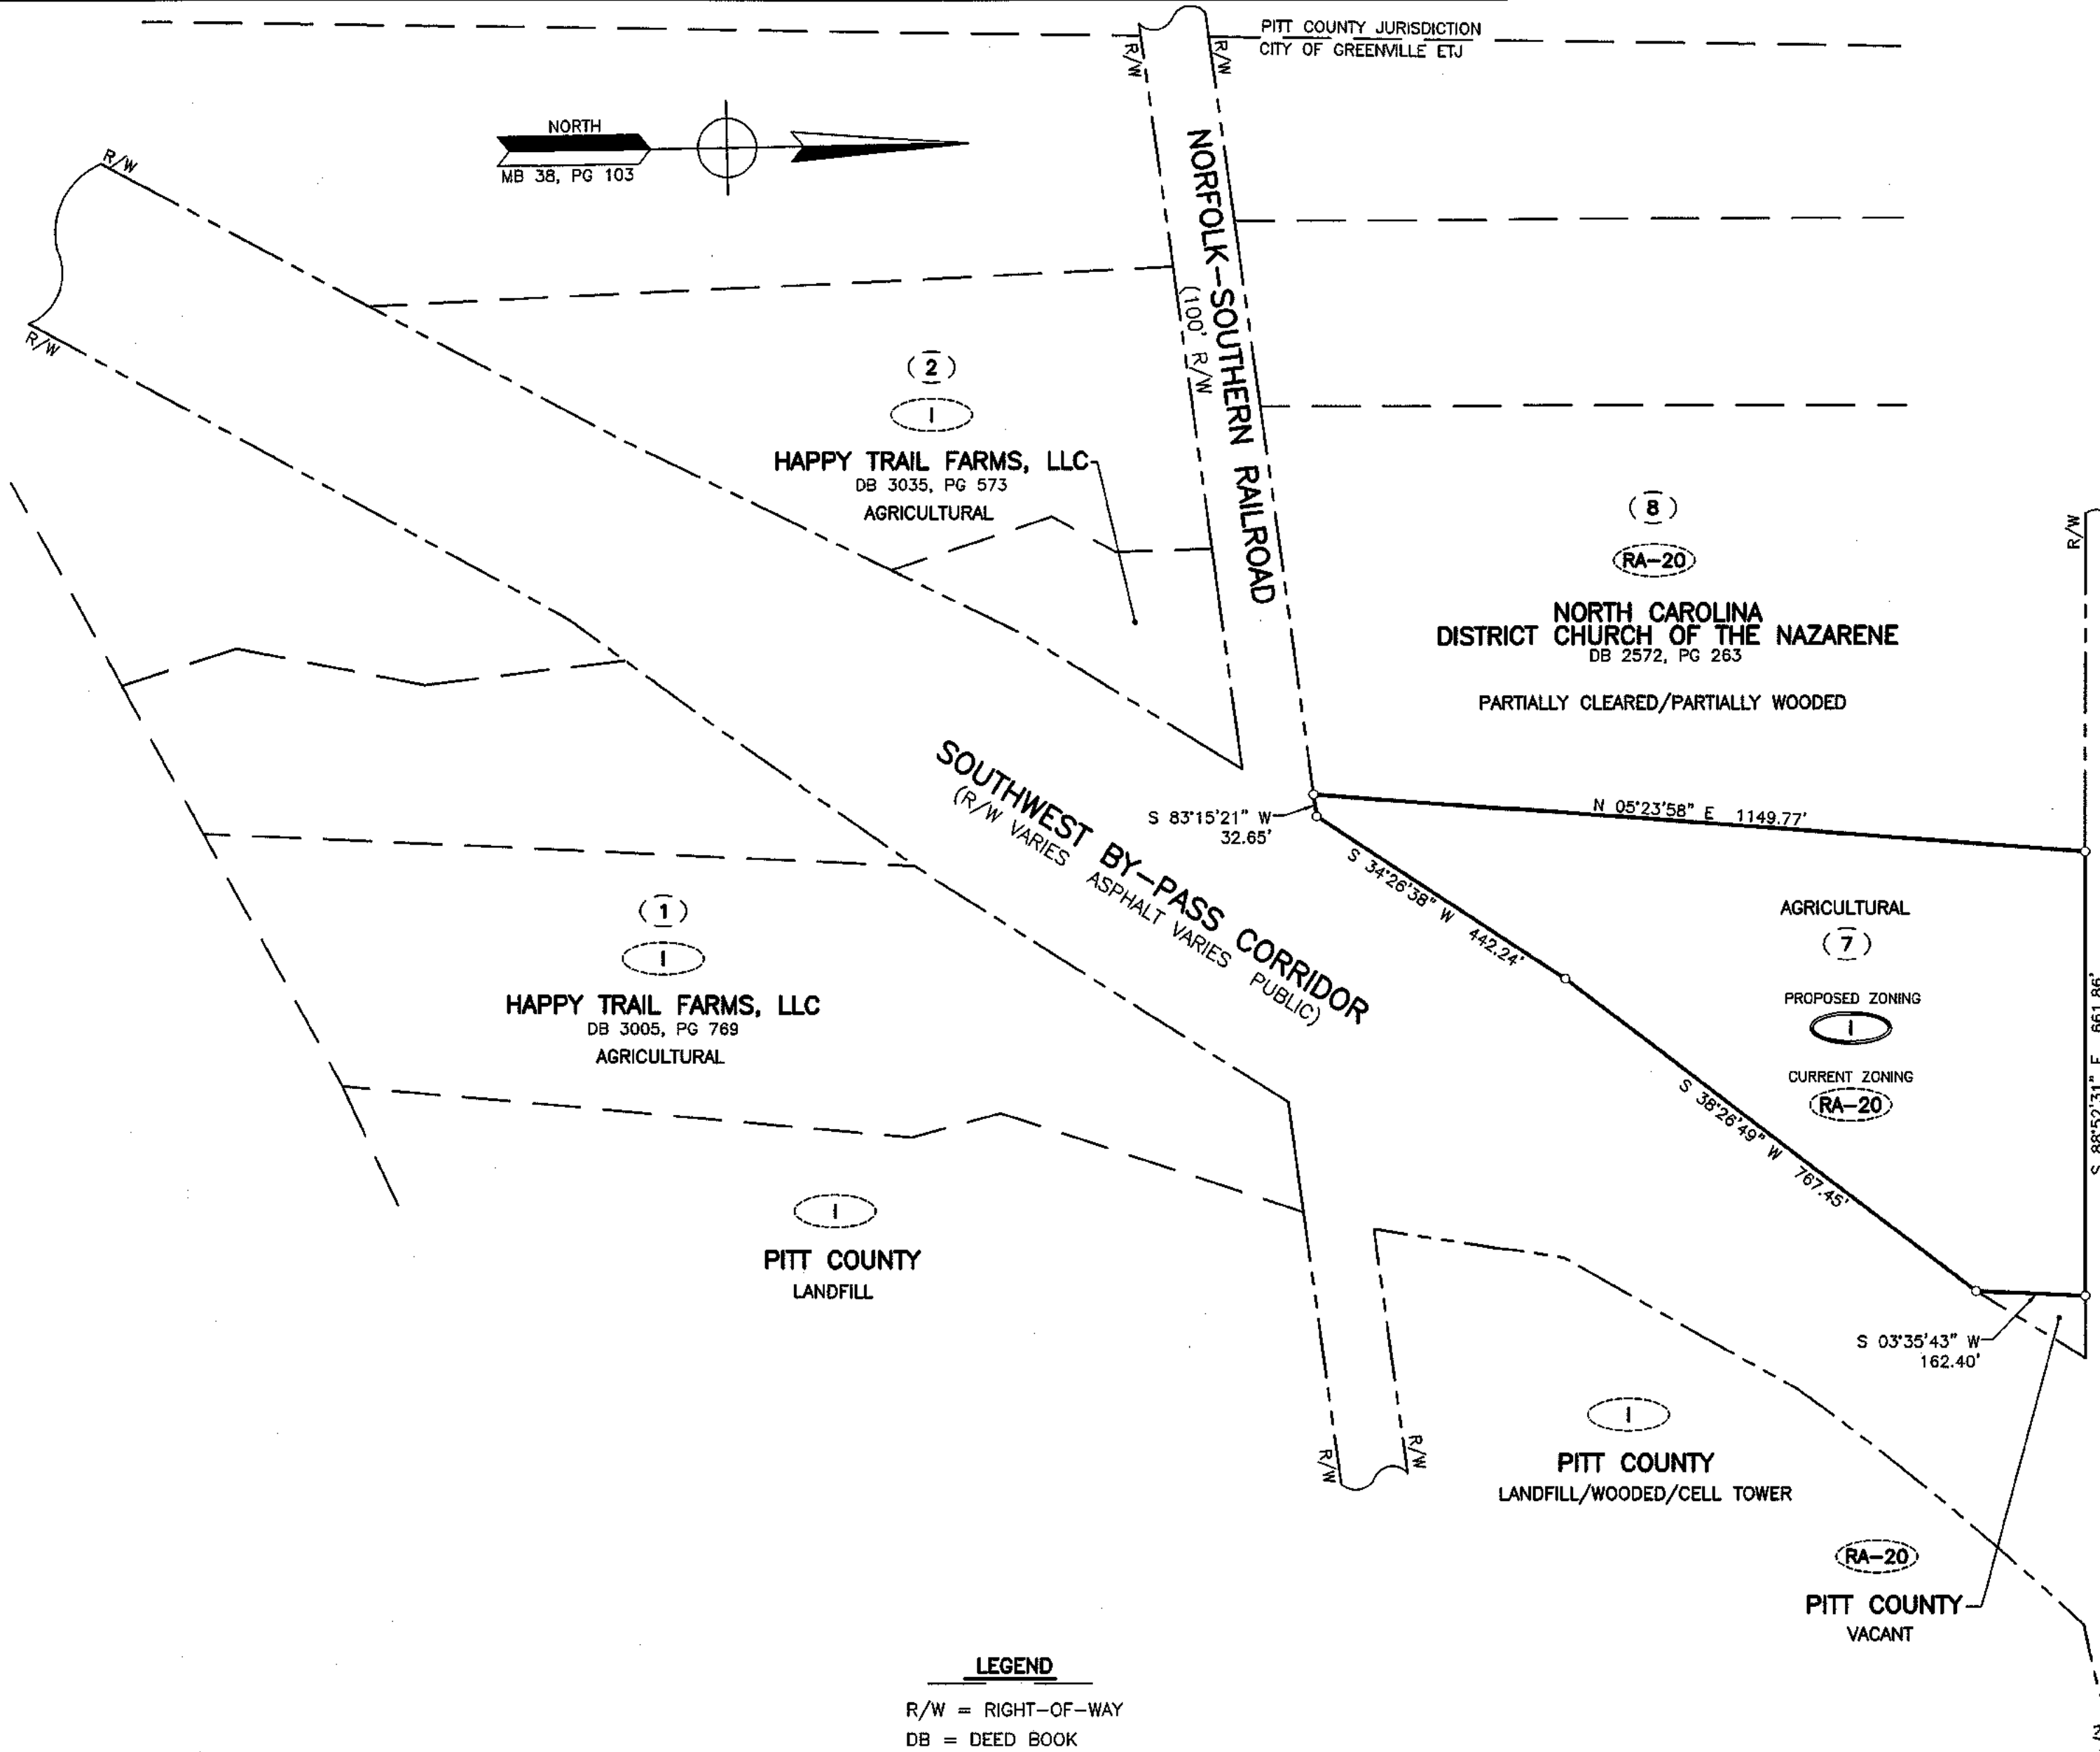 PITT COUNTY JURISDICTION
CITY OF GREENVILLE ETJ
R/W
R/W
NORTH
MB 38, PG 103
R/W
R/W
NORFOLK-SOUTHERN RAILROAD
(100' R/W
(2)
I
HAPPY TRAIL FARMS, LLC
DB 3035, PG 573
AGRICULTURAL
(8)
RA-20
NORTH CAROLINA
DISTRICT CHURCH OF THE NAZARENE
DB 2572, PG 263
PARTIALLY CLEARED/PARTIALLY WOODED
R/W
SOUTHWEST BY-PASS CORRIDOR
(R/W VARIES ASPHALT VARIES PUBLIC)
S 83°15'21" W
32.65'
N 05°23'58" E 1149.77'
S 34°26'38" W 442.24'
AGRICULTURAL
(7)
PROPOSED ZONING
I
CURRENT ZONING
RA-20
S 88°52'31" E 661.86'
S 38°26'49" W 767.45'
(1)
I
HAPPY TRAIL FARMS, LLC
DB 3005, PG 769
AGRICULTURAL
I
PITT COUNTY
LANDFILL
S 03°35'43" W
162.40'
R/W
R/W
I
PITT COUNTY
LANDFILL/WOODED/CELL TOWER
RA-20
PITT COUNTY
VACANT
LEGEND
R/W = RIGHT-OF-WAY
DB = DEED BOOK